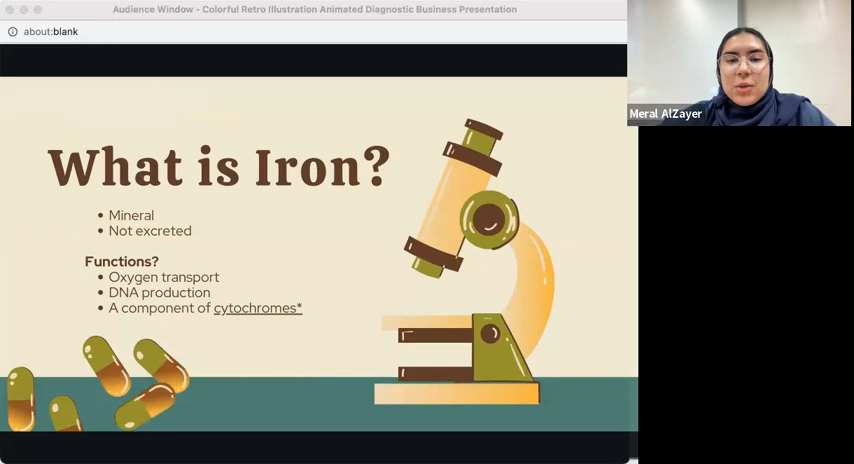 Audience Window - Colorful Retro Illustration Animated Diagnostic Business Presentation
about:blank
Meral AlZayer
What is Iron?
• Mineral
• Not excreted
Functions?
• Oxygen transport
• DNA production
• A component of cytochromes*